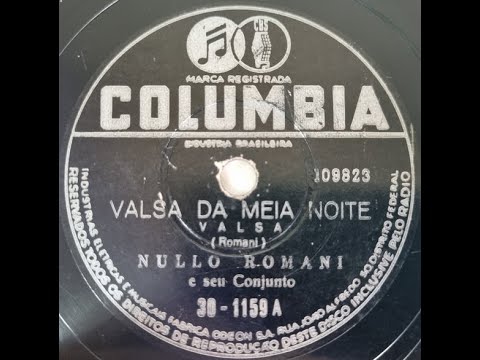 CBS
MARCA REGISTRADA
COLUMBIA
INDUSTRIA BRASILEIRA
109823
VALSA DA MEIA NOITE
VALSA
(Romani)
NULLO ROMANI
e seu Conjunto
30-1159 A
INDUSTRIAS ELETRICAS E MUSICAIS FABRICA ODEON S.A. RUA JOÃO ALFREDO 50. DISTRITO FEDERAL
RESERVADOS TODOS OS DIREITOS DE REPRODUÇÃO DESTE DISCO INCLUSIVE PELO RADIO